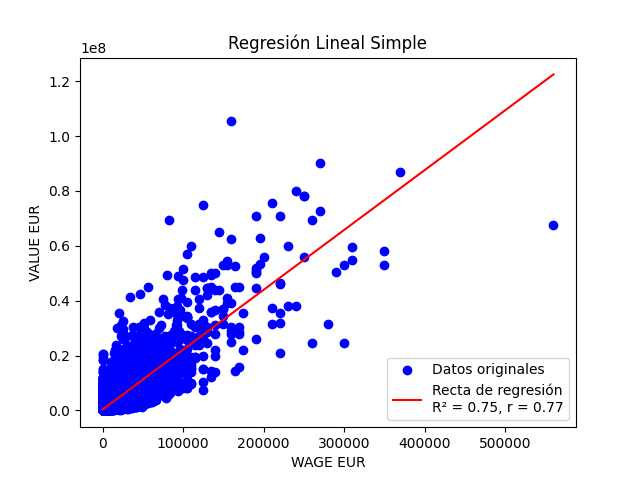 Regresión Lineal Simple
1e8
1.2
1.0
0.8
0.6
0.4
0.2
0.0
VALUE EUR
0 100000 200000 300000 400000 500000
WAGE EUR
Datos originales
Recta de regresión
R² = 0.75, r = 0.77